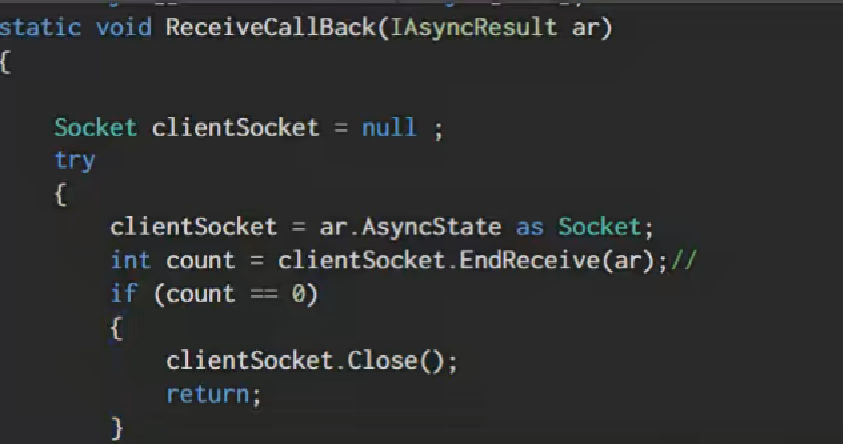 static void ReceiveCallBack(IAsyncResult ar)
{
Socket clientSocket = null ;
try
{
clientSocket = ar.AsyncState as Socket;
int count = clientSocket.EndReceive(ar);//
if (count == 0)
{
clientSocket.Close();
return;
}